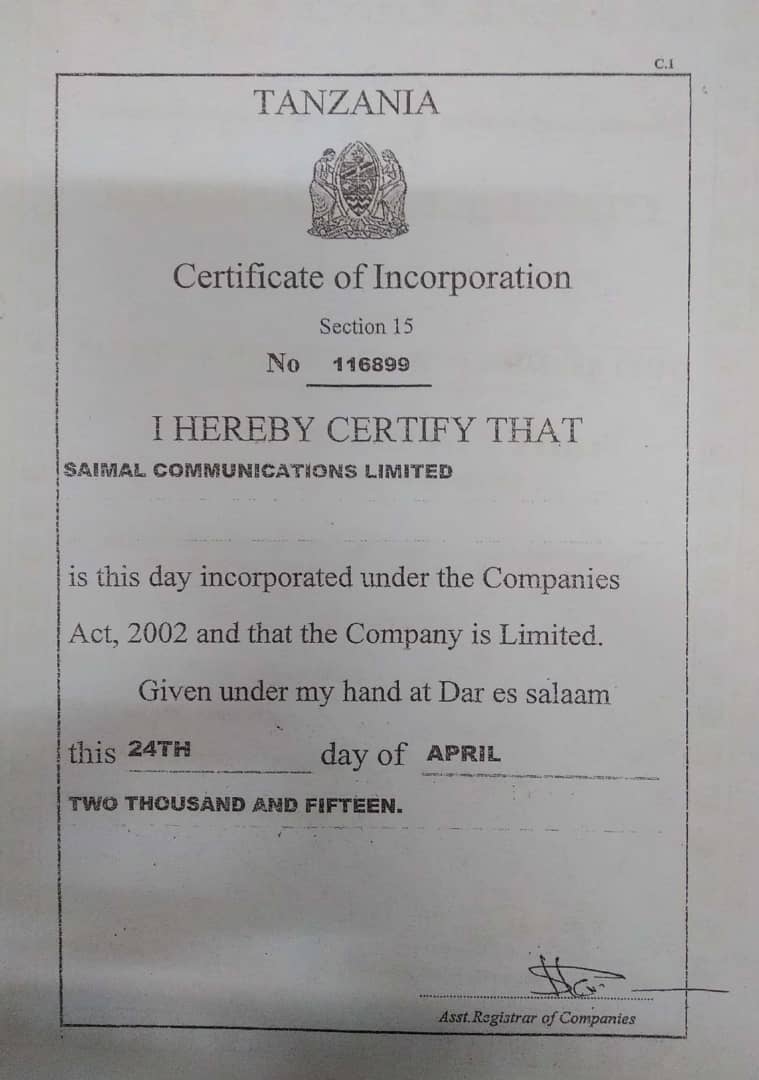 C.1
TANZANIA
Certificate of Incorporation
Section 15
No 116899
I HEREBY CERTIFY THAT
SAIMAL COMMUNICATIONS LIMITED
is this day incorporated under the Companies
Act, 2002 and that the Company is Limited.
Given under my hand at Dar es salaam
this 24TH day of APRIL
TWO THOUSAND AND FIFTEEN.
Asst.Registrar of Companies